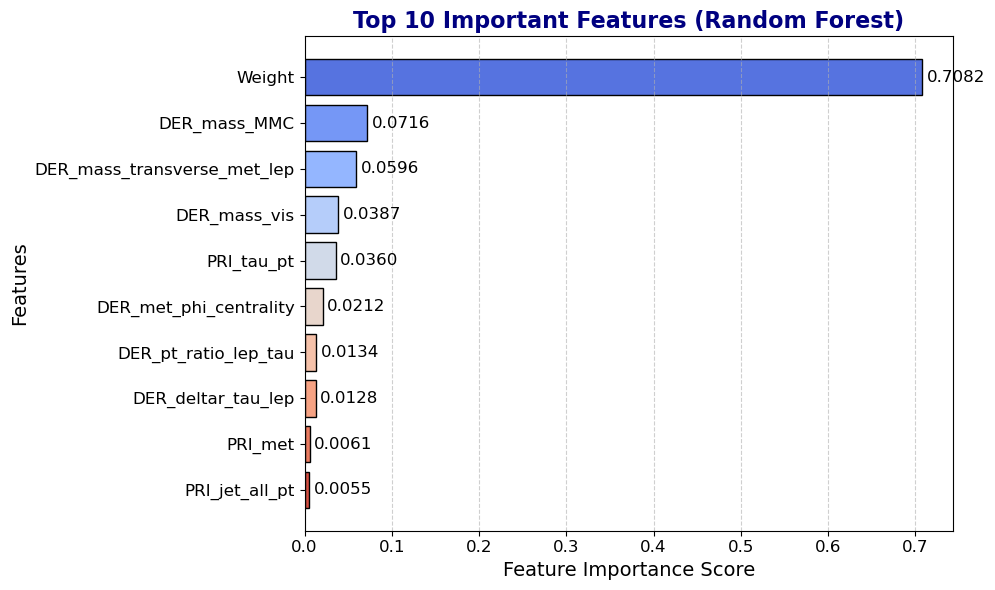 Top 10 Important Features (Random Forest)
Features
Weight 0.7082
DER_mass_MMC 0.0716
DER_mass_transverse_met_lep 0.0596
DER_mass_vis 0.0387
PRI_tau_pt 0.0360
DER_met_phi_centrality 0.0212
DER_pt_ratio_lep_tau 0.0134
DER_deltar_tau_lep 0.0128
PRI_met 0.0061
PRI_jet_all_pt 0.0055
0.0 0.1 0.2 0.3 0.4 0.5 0.6 0.7
Feature Importance Score